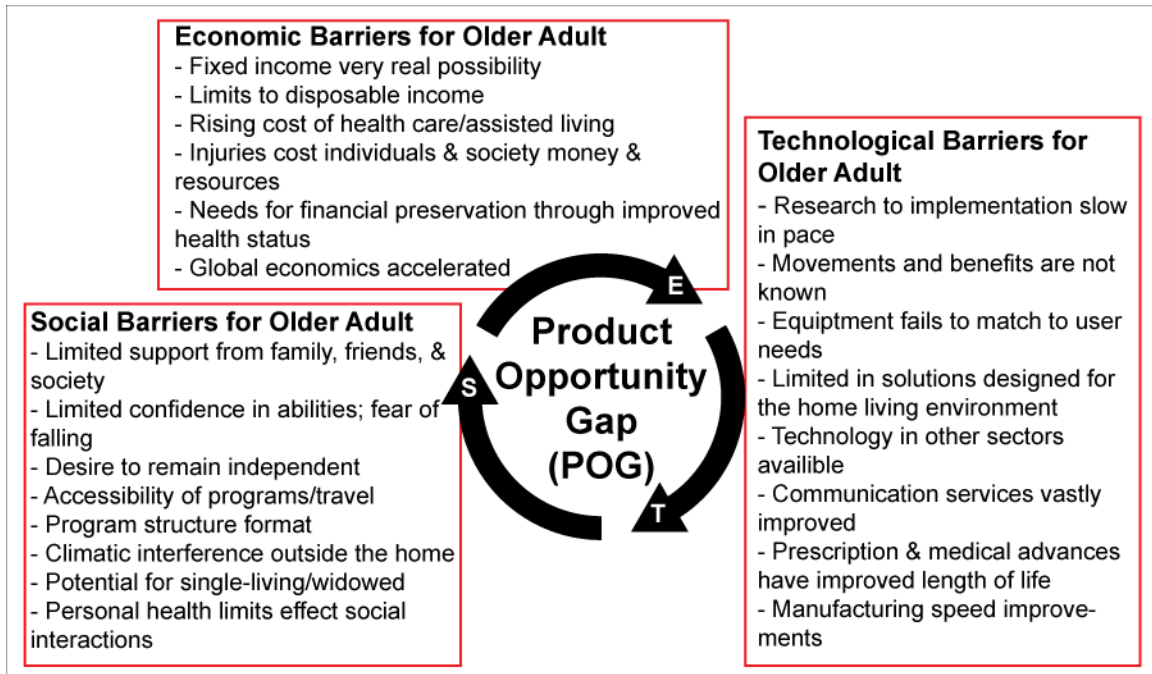 Economic Barriers for Older Adult
- Fixed income very real possibility
- Limits to disposable income
- Rising cost of health care/assisted living
- Injuries cost individuals & society money &
resources
- Needs for financial preservation through improved
health status
- Global economics accelerated
Social Barriers for Older Adult
- Limited support from family, friends, &
society
- Limited confidence in abilities; fear of
falling
- Desire to remain independent
- Accessibility of programs/travel
- Program structure format
- Climatic interference outside the home
- Potential for single-living/widowed
- Personal health limits effect social
interactions
E
S
T
Product
Opportunity
Gap
(POG)
Technological Barriers for
Older Adult
- Research to implementation slow
in pace
- Movements and benefits are not
known
- Equiptment fails to match to user
needs
- Limited in solutions designed for
the home living environment
- Technology in other sectors
availible
- Communication services vastly
improved
- Prescription & medical advances
have improved length of life
- Manufacturing speed improve-
ments